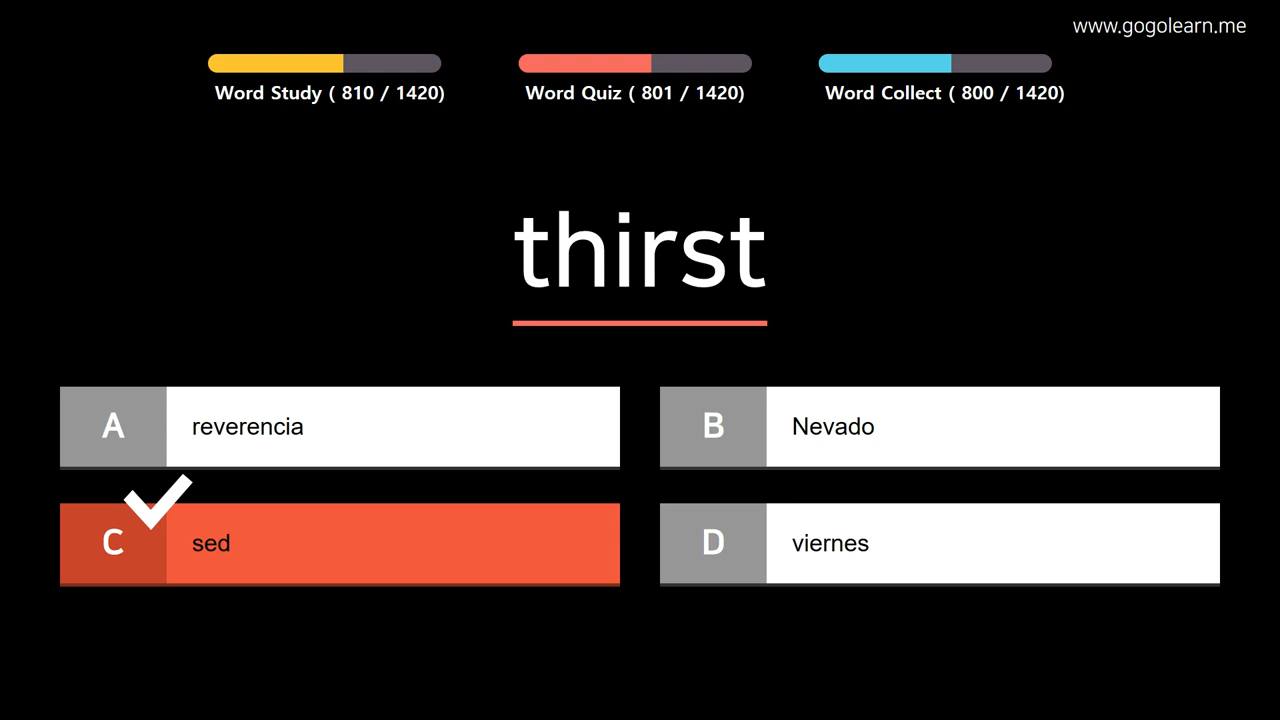 www.gogolearn.me
Word Study ( 810 / 1420)
Word Quiz ( 801 / 1420)
Word Collect ( 800 / 1420)
thirst
A
reverencia
B
Nevado
C
sed
D
viernes